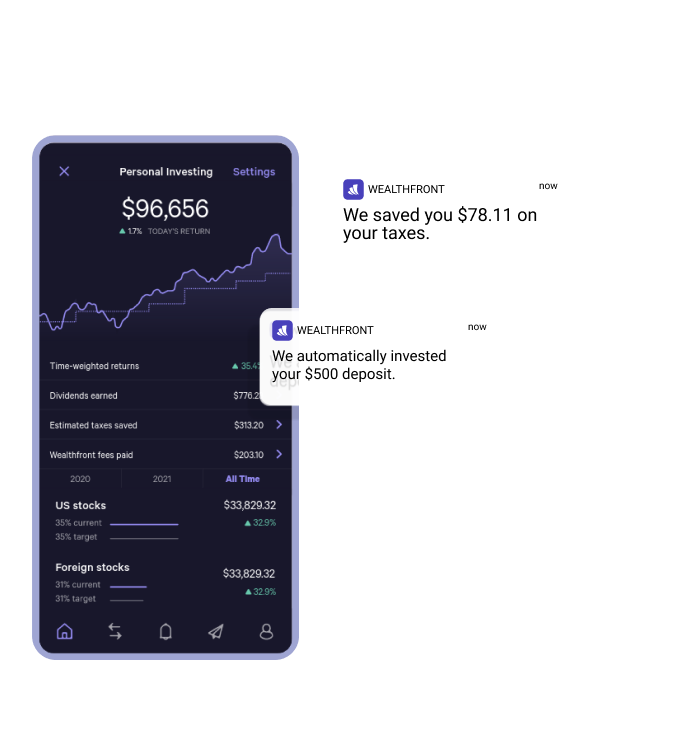 Personal Investing
Settings
$96,656
1.7% TODAY'S RETURN
Time-weighted returns
35.4
Dividends earned
$776.2
Estimated taxes saved
$313.20
Wealthfront fees paid
$203.10
2020
2021
All Time
US stocks
$33,829.32
35% current
32.9%
35% target
Foreign stocks
$33,829.32
31% current
32.9%
31% target
WEALTHFRONT
now
We saved you $78.11 on
your taxes.
WEALTHFRONT
now
We automatically invested
your $500 deposit.